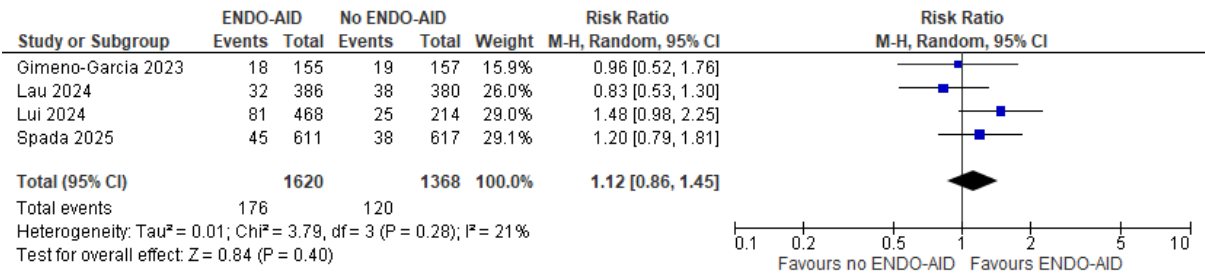 ENDO-AID No ENDO-AID Risk Ratio Risk Ratio
Study or Subgroup Events Total Events Total Weight M-H, Random, 95% CI M-H, Random, 95% CI
Gimeno-Garcia 2023 18 155 19 157 15.9% 0.96 [0.52, 1.76]
Lau 2024 32 386 38 380 26.0% 0.83 [0.53, 1.30]
Lui 2024 81 468 25 214 29.0% 1.48 [0.98, 2.25]
Spada 2025 45 611 38 617 29.1% 1.20 [0.79, 1.81]
Total (95% CI) 1620 1368 100.0% 1.12 [0.86, 1.45]
Total events 176 120
Heterogeneity: Tau² = 0.01; Chi² = 3.79, df = 3 (P = 0.28); I² = 21%
Test for overall effect: Z = 0.84 (P = 0.40)
0.1 0.2 0.5 1 2 5 10
Favours no ENDO-AID Favours ENDO-AID